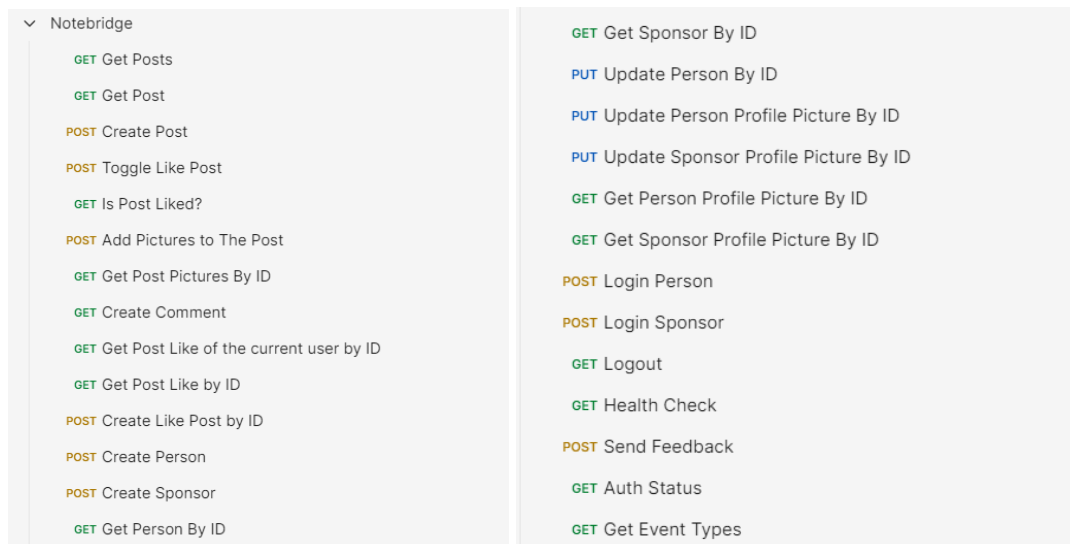 Notebridge
GET Get Posts
GET Get Post
POST Create Post
POST Toggle Like Post
GET Is Post Liked?
POST Add Pictures to The Post
GET Get Post Pictures By ID
GET Create Comment
GET Get Post Like of the current user by ID
GET Get Post Like by ID
POST Create Like Post by ID
POST Create Person
POST Create Sponsor
GET Get Person By ID
GET Get Sponsor By ID
PUT Update Person By ID
PUT Update Person Profile Picture By ID
PUT Update Sponsor Profile Picture By ID
GET Get Person Profile Picture By ID
GET Get Sponsor Profile Picture By ID
POST Login Person
POST Login Sponsor
GET Logout
GET Health Check
POST Send Feedback
GET Auth Status
GET Get Event Types